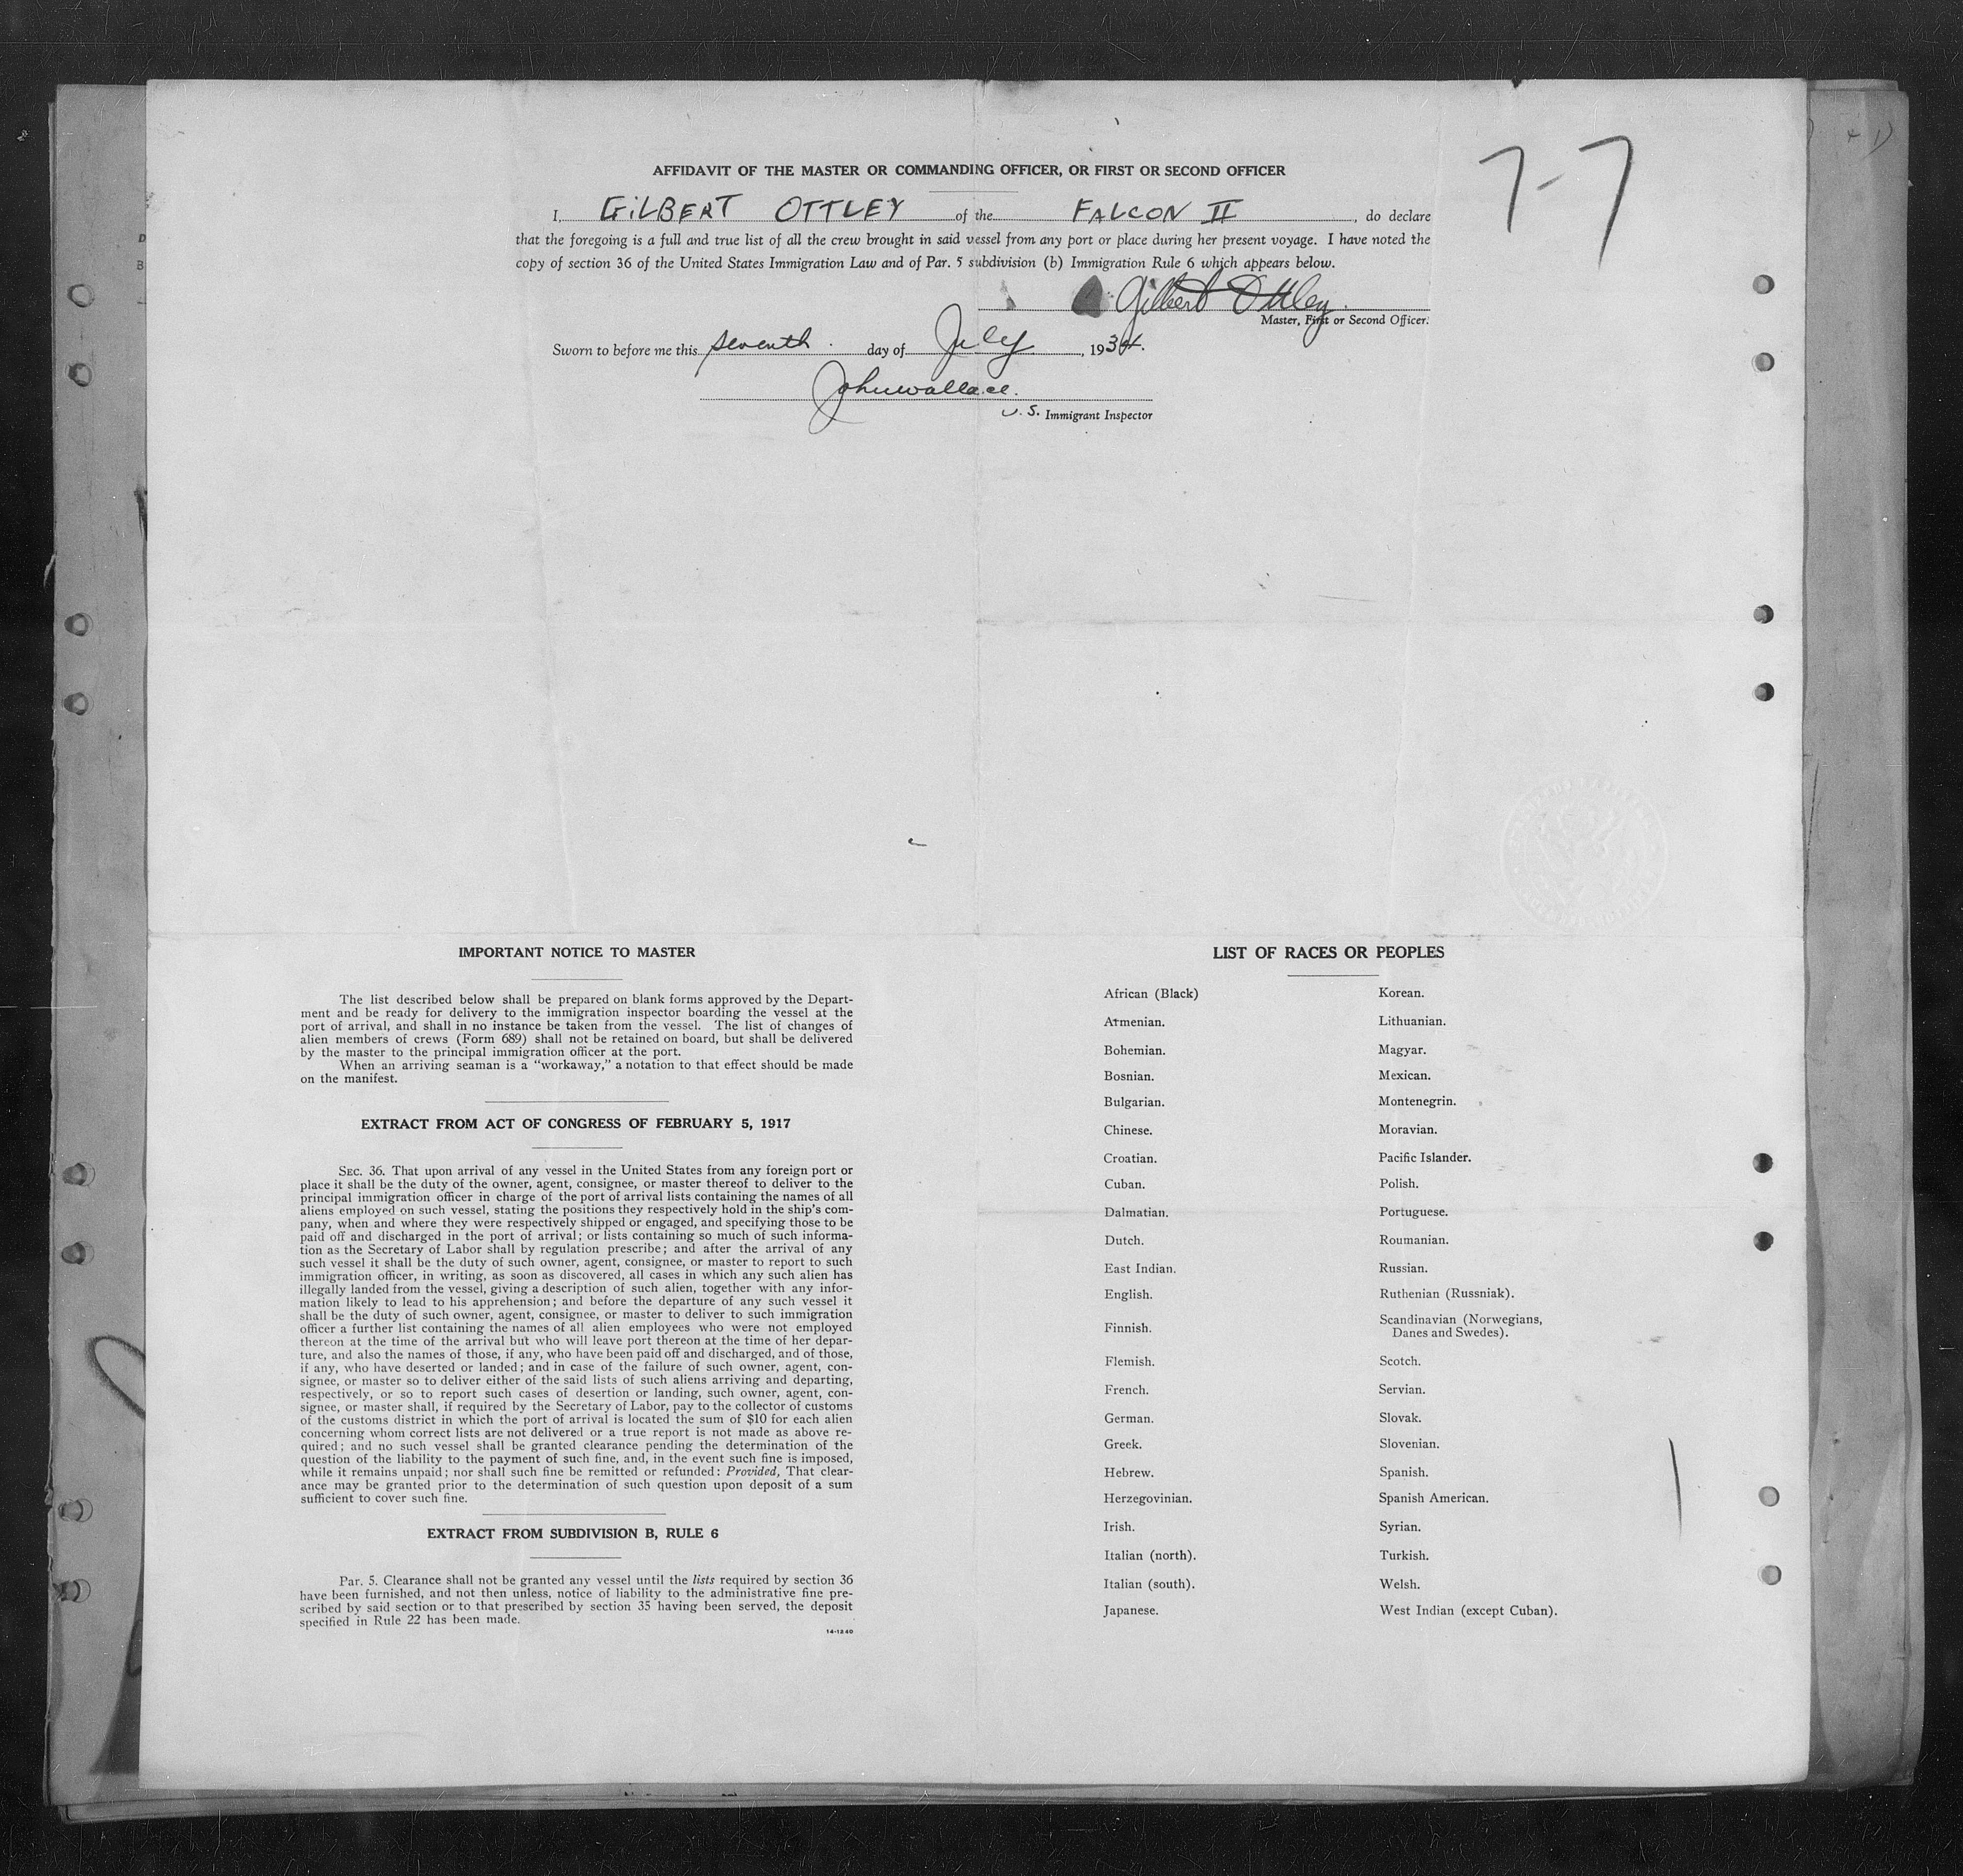 7-7
AFFIDAVIT OF THE MASTER OR COMMANDING OFFICER, OR FIRST OR SECOND OFFICER
I, GILBERT OTTLEY of the FALCON II, do declare
that the foregoing is a full and true list of all the crew brought in said vessel from any port or place during her present voyage. I have noted the
copy of section 36 of the United States Immigration Law and of Par. 5 subdivision (b) Immigration Rule 6 which appears below.
Gilbert Ottley.
Master, First or Second Officer.
Sworn to before me this seventh day of July, 1934.
John Wallace.
U.S. Immigrant Inspector
IMPORTANT NOTICE TO MASTER
The list described below shall be prepared on blank forms approved by the Depart-
ment and be ready for delivery to the immigration inspector boarding the vessel at the
port of arrival, and shall in no instance be taken from the vessel. The list of changes of
alien members of crews (Form 689) shall not be retained on board, but shall be delivered
by the master to the principal immigration officer at the port.
When an arriving seaman is a “workaway,” a notation to that effect should be made
on the manifest.
EXTRACT FROM ACT OF CONGRESS OF FEBRUARY 5, 1917
SEC. 36. That upon arrival of any vessel in the United States from any foreign port or
place it shall be the duty of the owner, agent, consignee, or master thereof to deliver to the
principal immigration officer in charge of the port of arrival lists containing the names of all
aliens employed on such vessel, stating the positions they respectively hold in the ship's com-
pany, when and where they were respectively shipped or engaged, and specifying those to be
paid off and discharged in the port of arrival; or lists containing so much of such informa-
tion as the Secretary of Labor shall by regulation prescribe; and after the arrival of any
such vessel it shall be the duty of such owner, agent, consignee, or master to report to such
immigration officer, in writing, as soon as discovered, all cases in which any such alien has
illegally landed from the vessel, giving a description of such alien, together with any infor-
mation likely to lead to his apprehension; and before the departure of any such vessel it
shall be the duty of such owner, agent, consignee, or master to deliver to such immigration
officer a further list containing the names of all alien employees who were not employed
thereon at the time of the arrival but who will leave port thereon at the time of her depar-
ture, and also the names of those, if any, who have been paid off and discharged, and of those,
if any, who have deserted or landed; and in case of the failure of such owner, agent, con-
signee, or master so to deliver either of the said lists of such aliens arriving and departing,
respectively, or so to report such cases of desertion or landing, such owner, agent, con-
signee, or master shall, if required by the Secretary of Labor, pay to the collector of customs
of the customs district in which the port of arrival is located the sum of $10 for each alien
concerning whom correct lists are not delivered or a true report is not made as above re-
quired; and no such vessel shall be granted clearance pending the determination of the
question of the liability to the payment of such fine, and, in the event such fine is imposed,
while it remains unpaid; nor shall such fine be remitted or refunded: Provided, That clear-
ance may be granted prior to the determination of such question upon deposit of a sum
sufficient to cover such fine.
EXTRACT FROM SUBDIVISION B, RULE 6
Par. 5. Clearance shall not be granted any vessel until the lists required by section 36
have been furnished, and not then unless, notice of liability to the administrative fine pre-
scribed by said section or to that prescribed by section 35 having been served, the deposit
specified in Rule 22 has been made.
14-1240
LIST OF RACES OR PEOPLES
African (Black)
Armenian.
Bohemian.
Bosnian.
Bulgarian.
Chinese.
Croatian.
Cuban.
Dalmatian.
Dutch.
East Indian.
English.
Finnish.
Flemish.
French.
German.
Greek.
Hebrew.
Herzegovinian.
Irish.
Italian (north).
Italian (south).
Japanese.
Korean.
Lithuanian.
Magyar.
Mexican.
Montenegrin.
Moravian.
Pacific Islander.
Polish.
Portuguese.
Roumanian.
Russian.
Ruthenian (Russniak).
Scandinavian (Norwegians,
Danes and Swedes).
Scotch.
Servian.
Slovak.
Slovenian.
Spanish.
Spanish American.
Syrian.
Turkish.
Welsh.
West Indian (except Cuban).